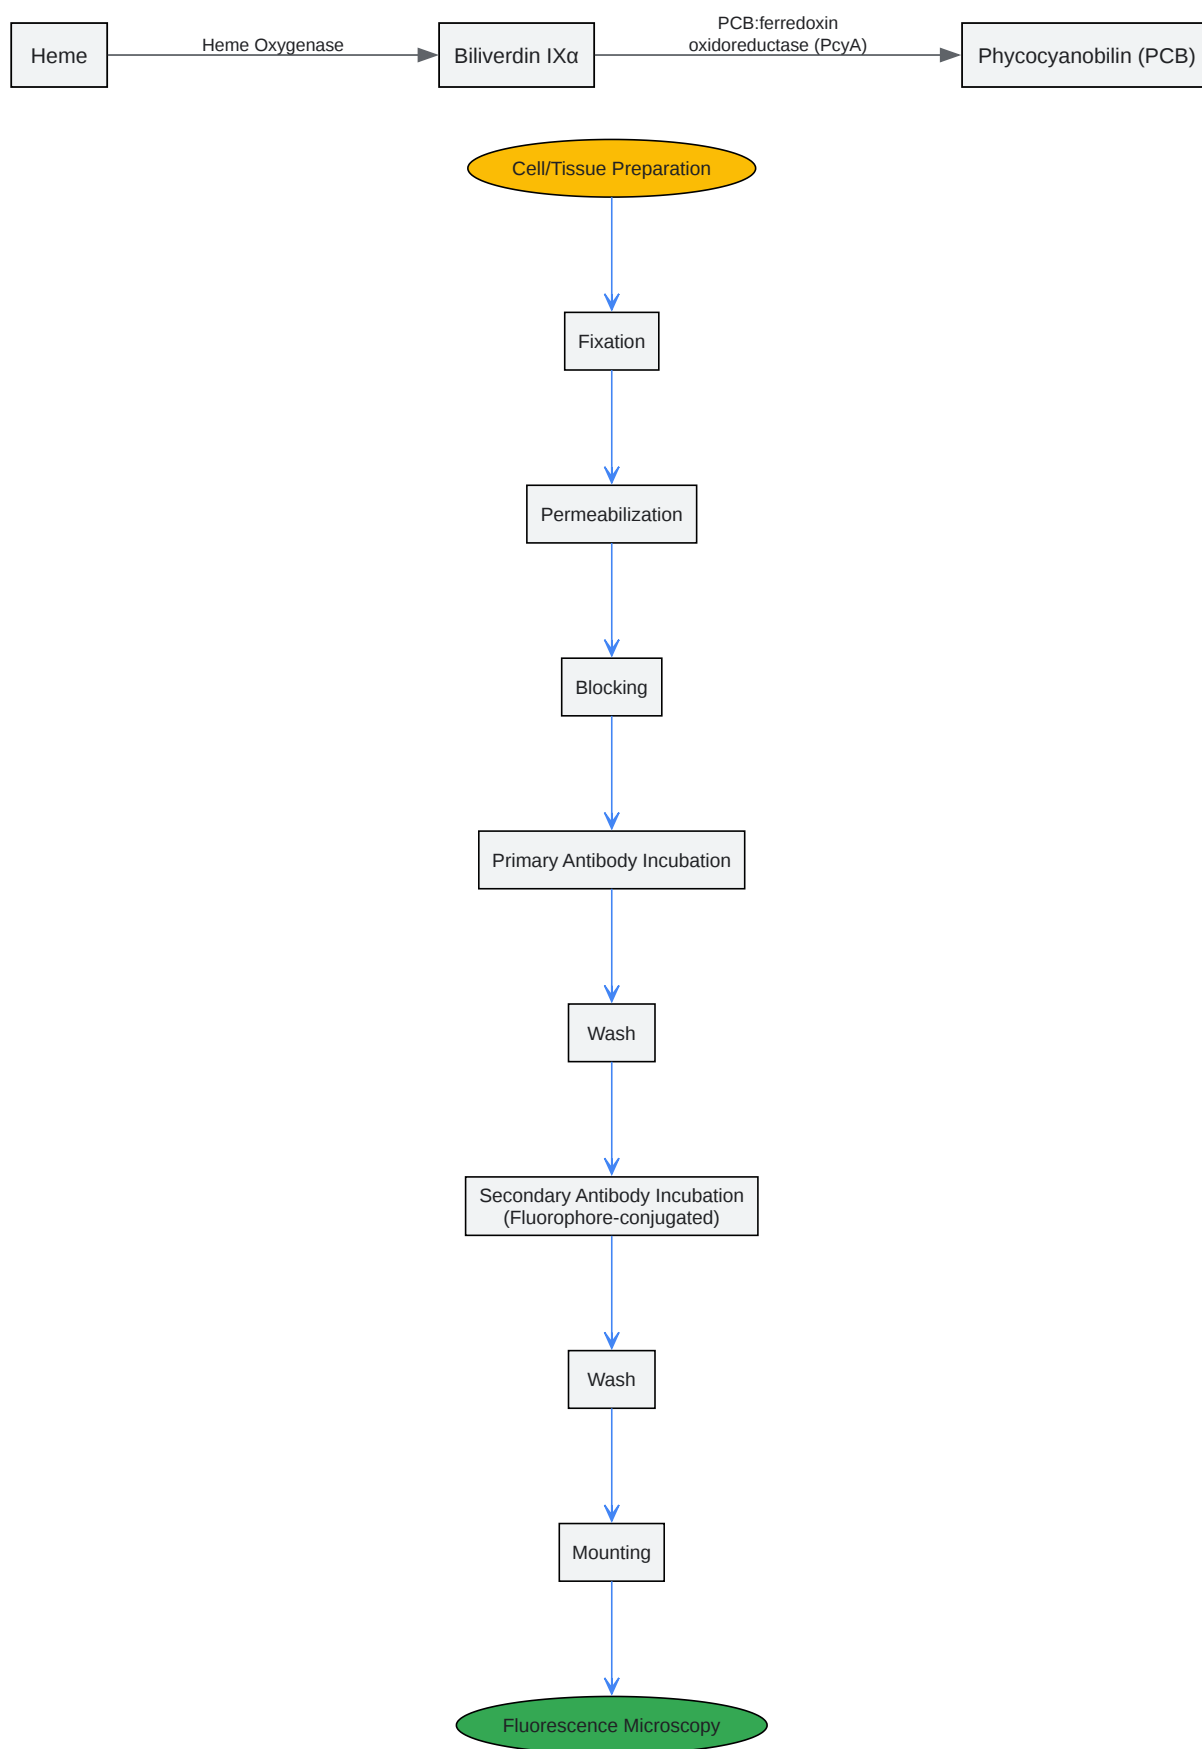 Heme
Heme Oxygenase
Biliverdin IXα
PCB:ferredoxin
oxidoreductase (PcyA)
Phycocyanobilin (PCB)
Cell/Tissue Preparation
Fixation
Permeabilization
Blocking
Primary Antibody Incubation
Wash
Secondary Antibody Incubation
(Fluorophore-conjugated)
Wash
Mounting
Fluorescence Microscopy